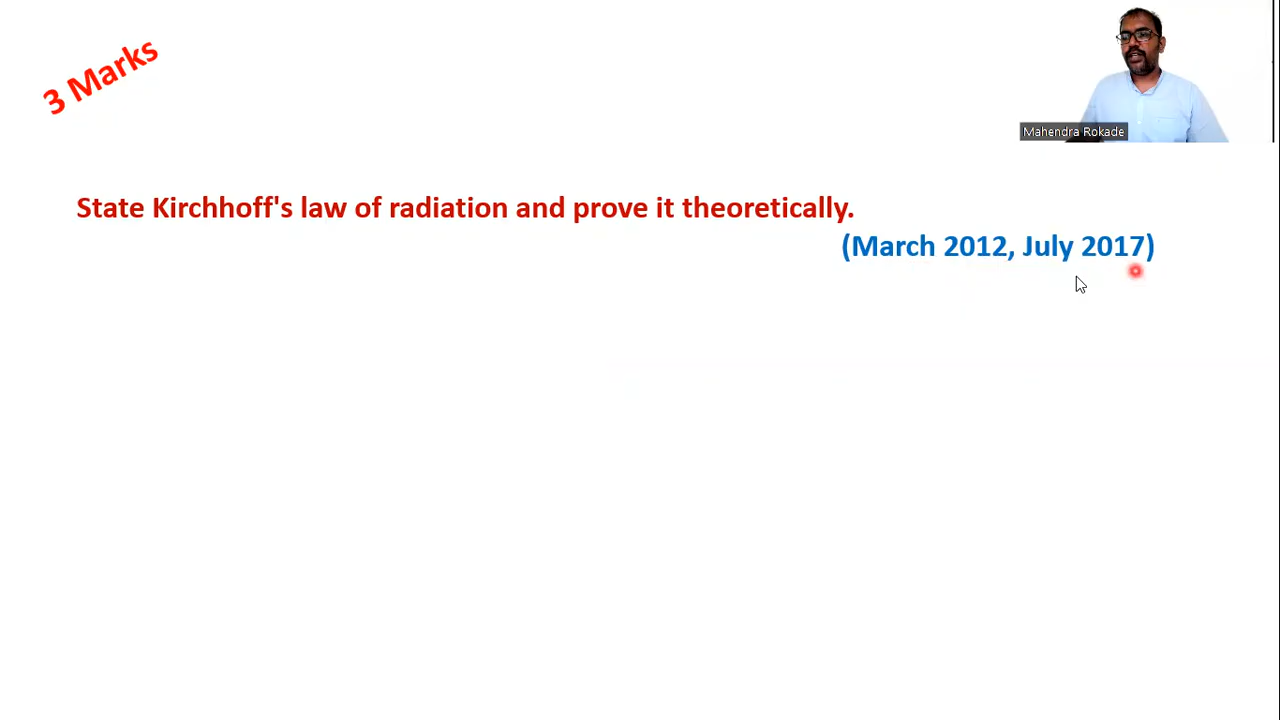 3 Marks
Mahendra Rokade
State Kirchhoff's law of radiation and prove it theoretically.
(March 2012, July 2017)